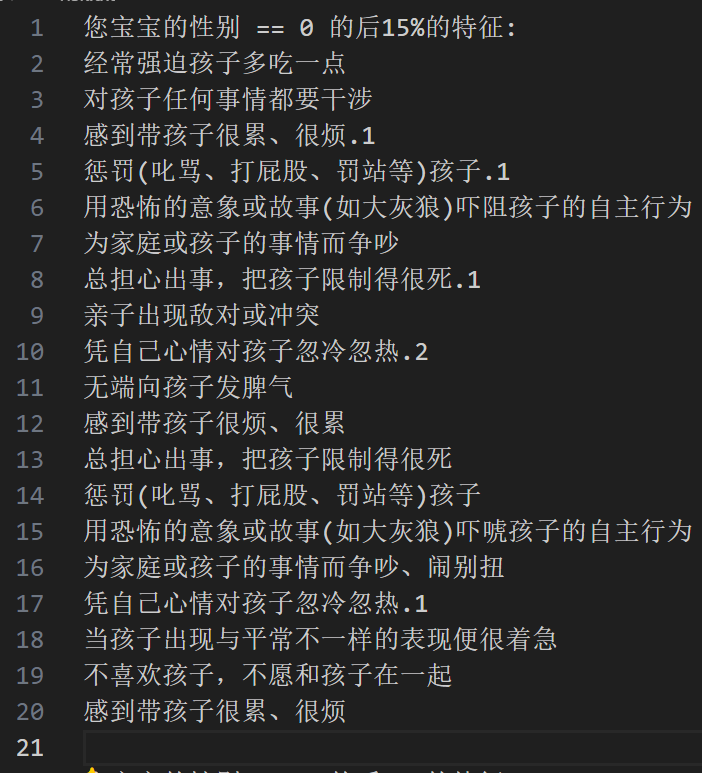 1 您宝宝的性别 == 0 的后15%的特征:
2 经常强迫孩子多吃一点
3 对孩子任何事情都要干涉
4 感到带孩子很累、很烦.1
5 惩罚(叱骂、打屁股、罚站等)孩子.1
6 用恐怖的意象或故事(如大灰狼)吓阻孩子的自主行为
7 为家庭或孩子的事情而争吵
8 总担心出事，把孩子限制得很死.1
9 亲子出现敌对或冲突
10 凭自己心情对孩子忽冷忽热.2
11 无端向孩子发脾气
12 感到带孩子很烦、很累
13 总担心出事，把孩子限制得很死
14 惩罚(叱骂、打屁股、罚站等)孩子
15 用恐怖的意象或故事(如大灰狼)吓唬孩子的自主行为
16 为家庭或孩子的事情而争吵、闹别扭
17 凭自己心情对孩子忽冷忽热.1
18 当孩子出现与平常不一样的表现便很着急
19 不喜欢孩子，不愿和孩子在一起
20 感到带孩子很累、很烦
21